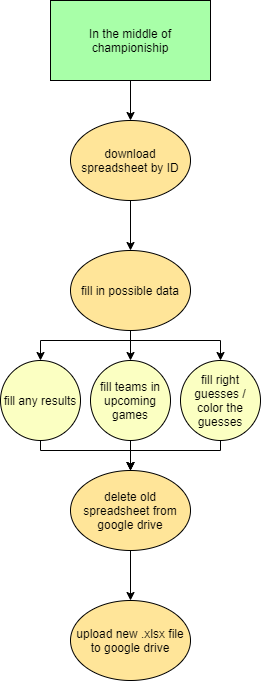 In the middle of
championiship
download
spreadsheet by ID
fill in possible data
fill any results
fill teams in
upcoming
games
fill right
guesses /
color the
guesses
delete old
spreadsheet from
google drive
upload new .xlsx file
to google drive